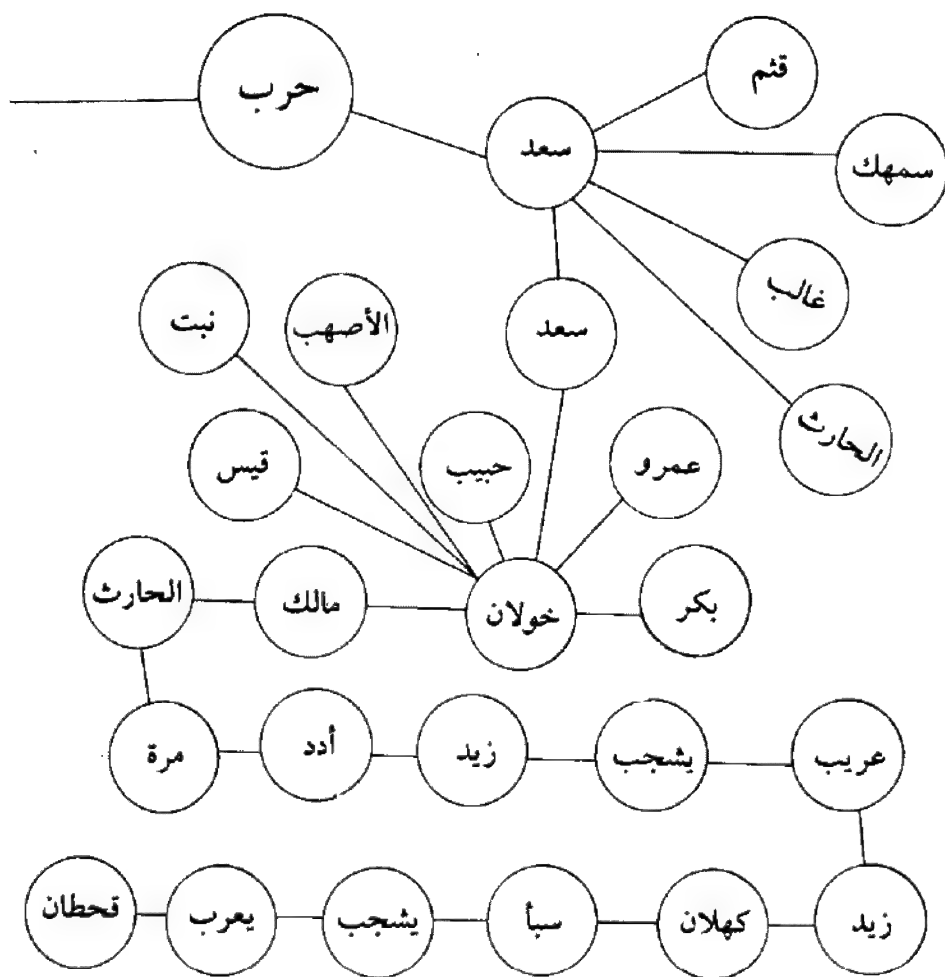 حرب
قثم
سعد
سمهك
غالب
سعد
الأصهب
نبت
الحارث
عمرو
حبيب
قيس
بكر
خولان
مالك
الحارث
عريب
يشجب
زيد
أدد
مرة
زيد
كهلان
سبأ
يشجب
يعرب
قحطان